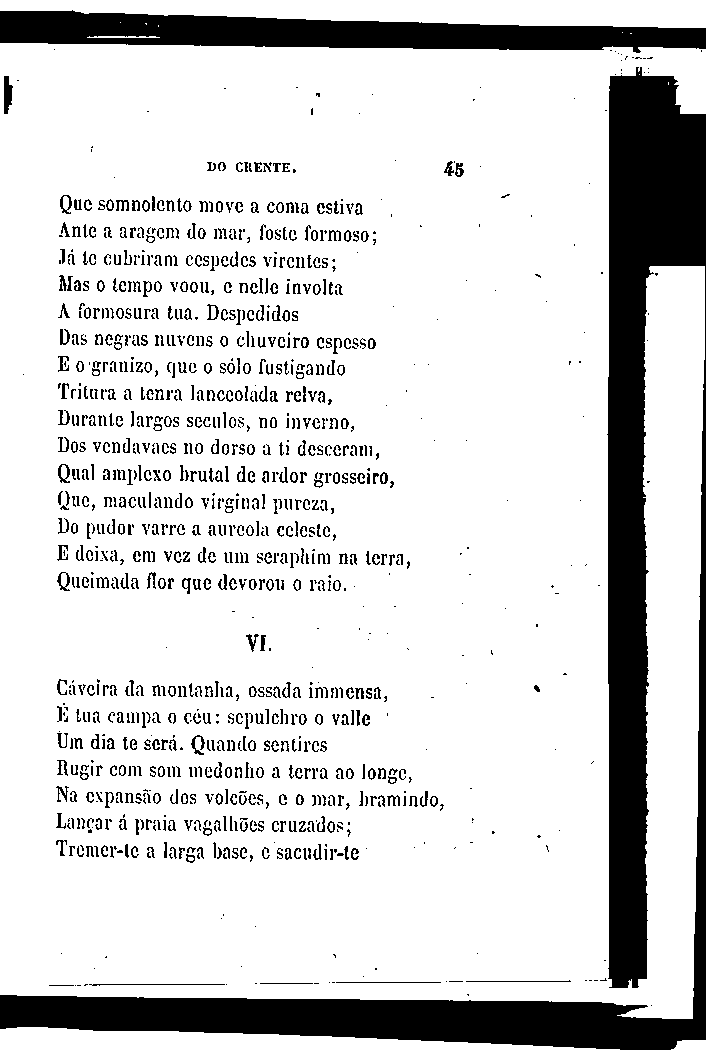 DO CRENTE. 45
Que somnolento move a coma estiva
Ante a aragem do mar, foste formoso;
Já te cubriram cespedes virentes;
Mas o tempo voou, e nelle involta
A formosura tua. Despedidos
Das negras nuvens o chuveiro espesso
E o granizo, que o sólo fustigando
Tritura a tenra lanceolada relva,
Durante largos seculos, no inverno,
Dos vendavaes no dorso a ti desceram,
Qual amplexo brutal de ardor grosseiro,
Que, maculando virginal pureza,
Do pudor varre a aureola celeste,
E deixa, em vez de um seraphim na terra,
Queimada flor que devorou o raio.
VI.
Cáveira da montanha, ossada immensa,
É tua campa o céu: sepulchro o valle
Um dia te será. Quando sentires
Rugir com som medonho a terra ao longe,
Na expansão dos volcões, e o mar, bramindo,
Lançar á praia vagalhões cruzados;
Tremer-te a larga base, e sacudir-te